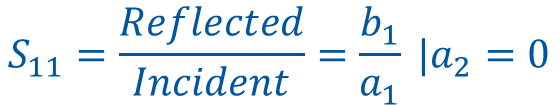 S₁₁ = Reflected / Incident = b₁ / a₁ |a₂ = 0